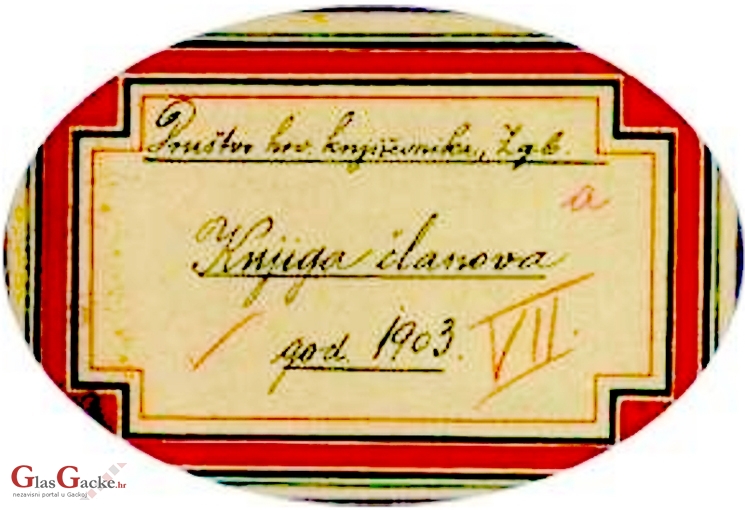 Društvo hrv. književnika, Zgb.
a
Knjiga članova
god. 1903.
VII.
GlasGacke.hr
nezavisni portal u Gackoj